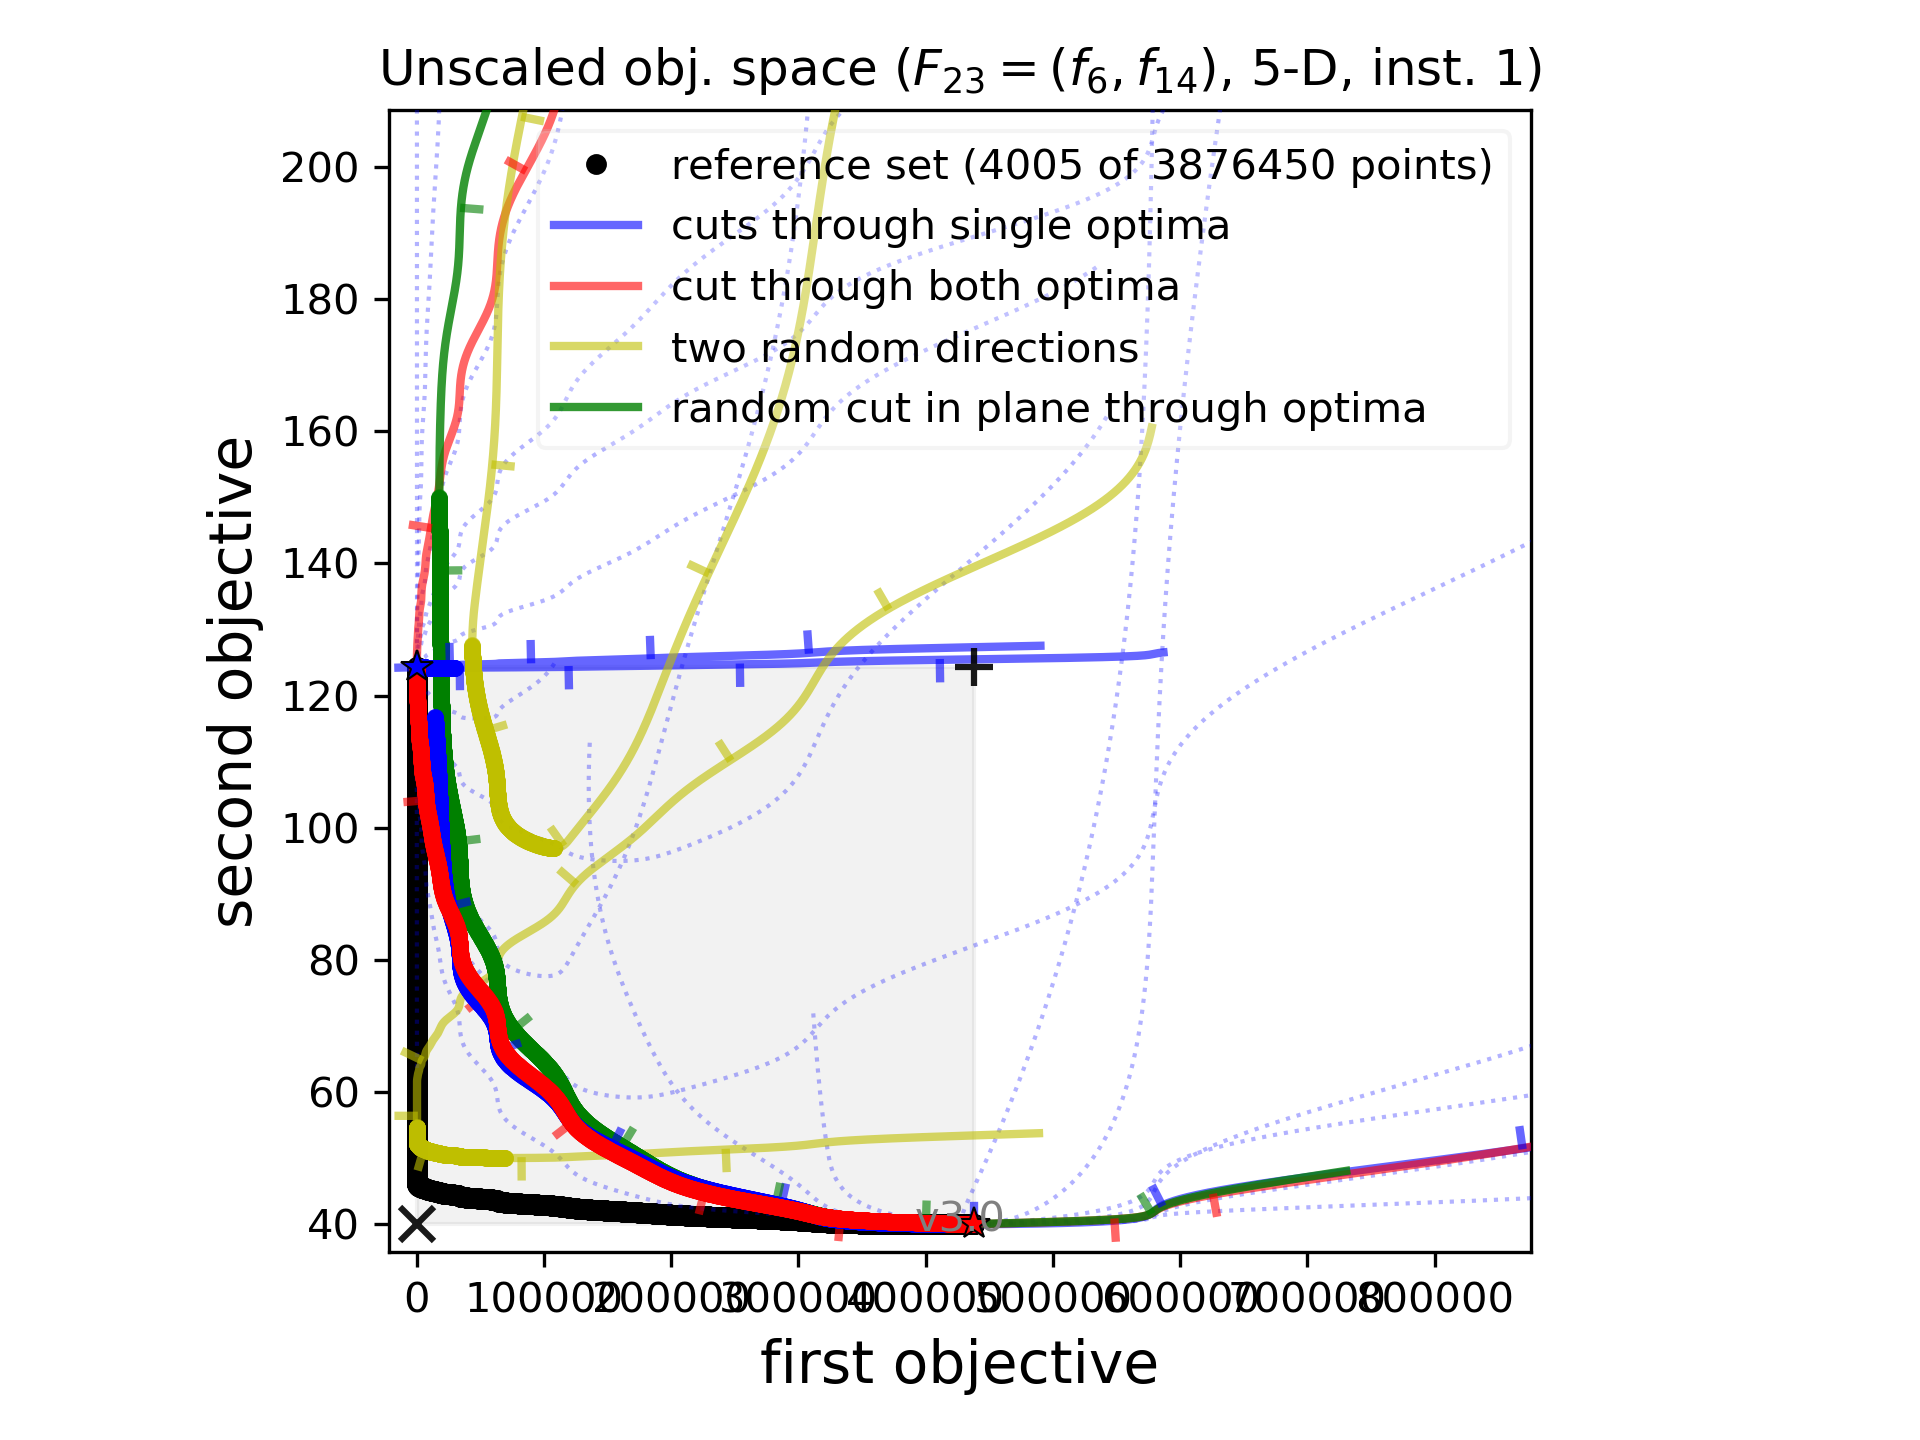 Unscaled obj. space (F₂₃ = (f₆, f₁₄), 5-D, inst. 1)
reference set (4005 of 3876450 points)
cuts through single optima
cut through both optima
two random directions
random cut in plane through optima
second objective
200
180
160
140
120
100
80
60
40
v3.0
0 100000 200000 300000 400000 500000 600000 700000 800000
first objective